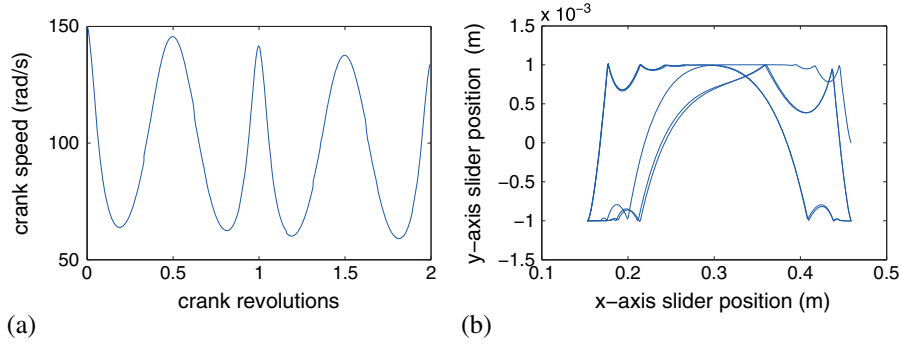 150
100
50
0
0.5
1
1.5
2
crank speed (rad/s)
crank revolutions
(a)
x 10⁻³
1.5
1
0.5
0
−0.5
−1
−1.5
0.1
0.2
0.3
0.4
0.5
y−axis slider position (m)
x−axis slider position (m)
(b)